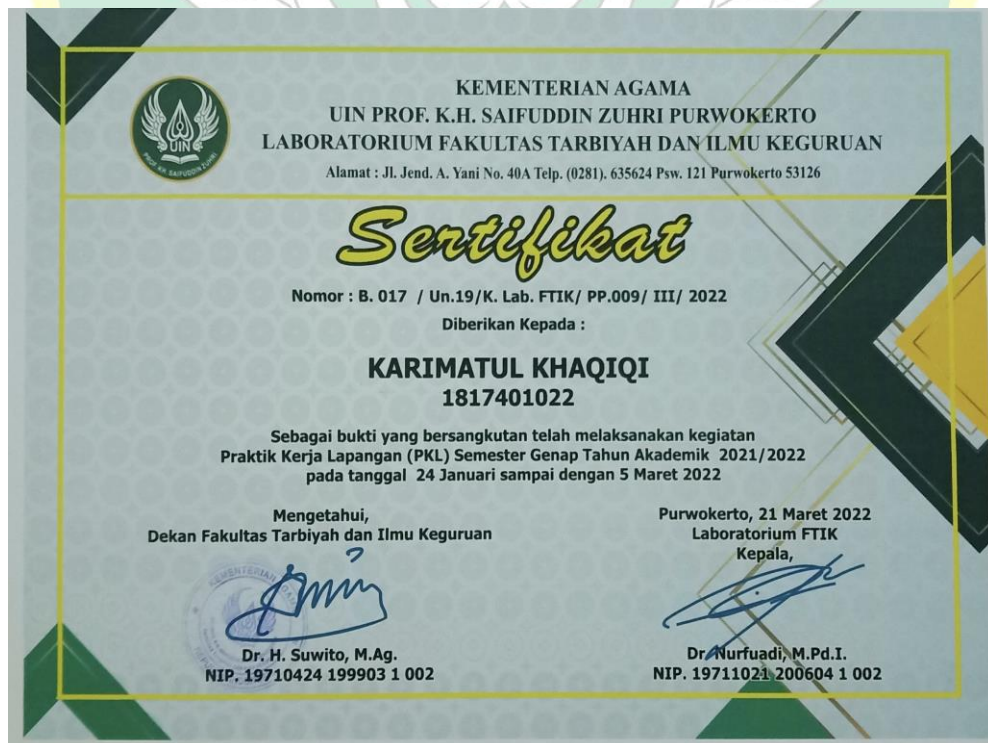 KEMENTERIAN AGAMA
UIN PROF. K.H. SAIFUDDIN ZUHRI PURWOKERTO
LABORATORIUM FAKULTAS TARBIYAH DAN ILMU KEGURUAN
Alamat : Jl. Jend. A. Yani No. 40A Telp. (0281). 635624 Psw. 121 Purwokerto 53126
UIN
PROF. K.H. SAIFUDDIN ZUHRI
Sertifikat
Nomor : B. 017 / Un.19/K. Lab. FTIK/ PP.009/ III/ 2022
Diberikan Kepada :
KARIMATUL KHAQIQI
1817401022
Sebagai bukti yang bersangkutan telah melaksanakan kegiatan
Praktik Kerja Lapangan (PKL) Semester Genap Tahun Akademik 2021/2022
pada tanggal 24 Januari sampai dengan 5 Maret 2022
Mengetahui,
Dekan Fakultas Tarbiyah dan Ilmu Keguruan
KEMENTERIAN
Dr. H. Suwito, M.Ag.
NIP. 19710424 199903 1 002
Purwokerto, 21 Maret 2022
Laboratorium FTIK
Kepala,
Dr. Nurfuadi, M.Pd.I.
NIP. 19711021 200604 1 002